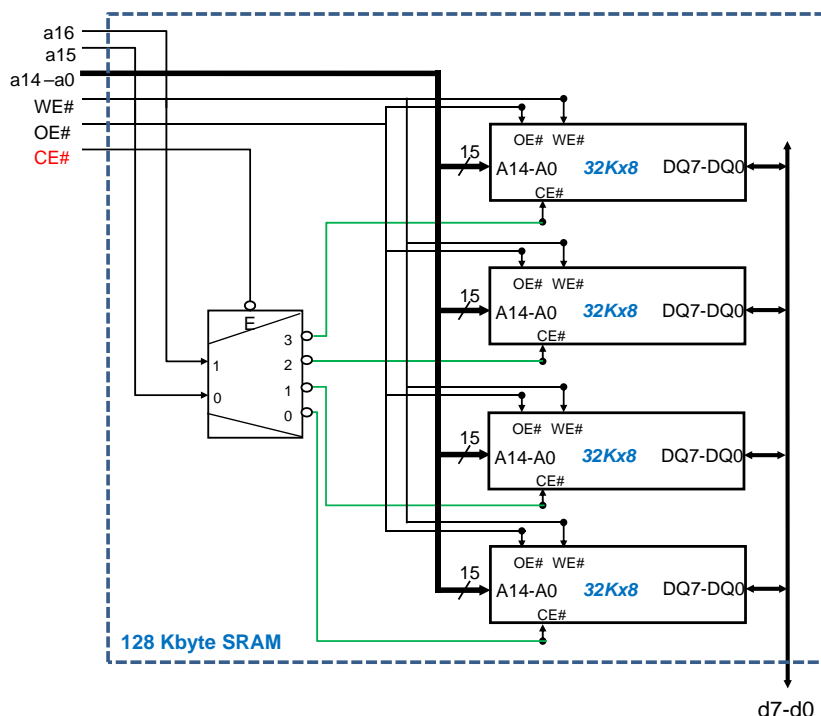 a16
a15
a14–a0
WE#
OE#
CE#
OE# WE#
15
A14-A0 32Kx8 DQ7-DQ0
CE#
OE# WE#
15
A14-A0 32Kx8 DQ7-DQ0
CE#
E
3
1 2
1
0
0
OE# WE#
15
A14-A0 32Kx8 DQ7-DQ0
CE#
OE# WE#
15
A14-A0 32Kx8 DQ7-DQ0
CE#
128 Kbyte SRAM
d7-d0